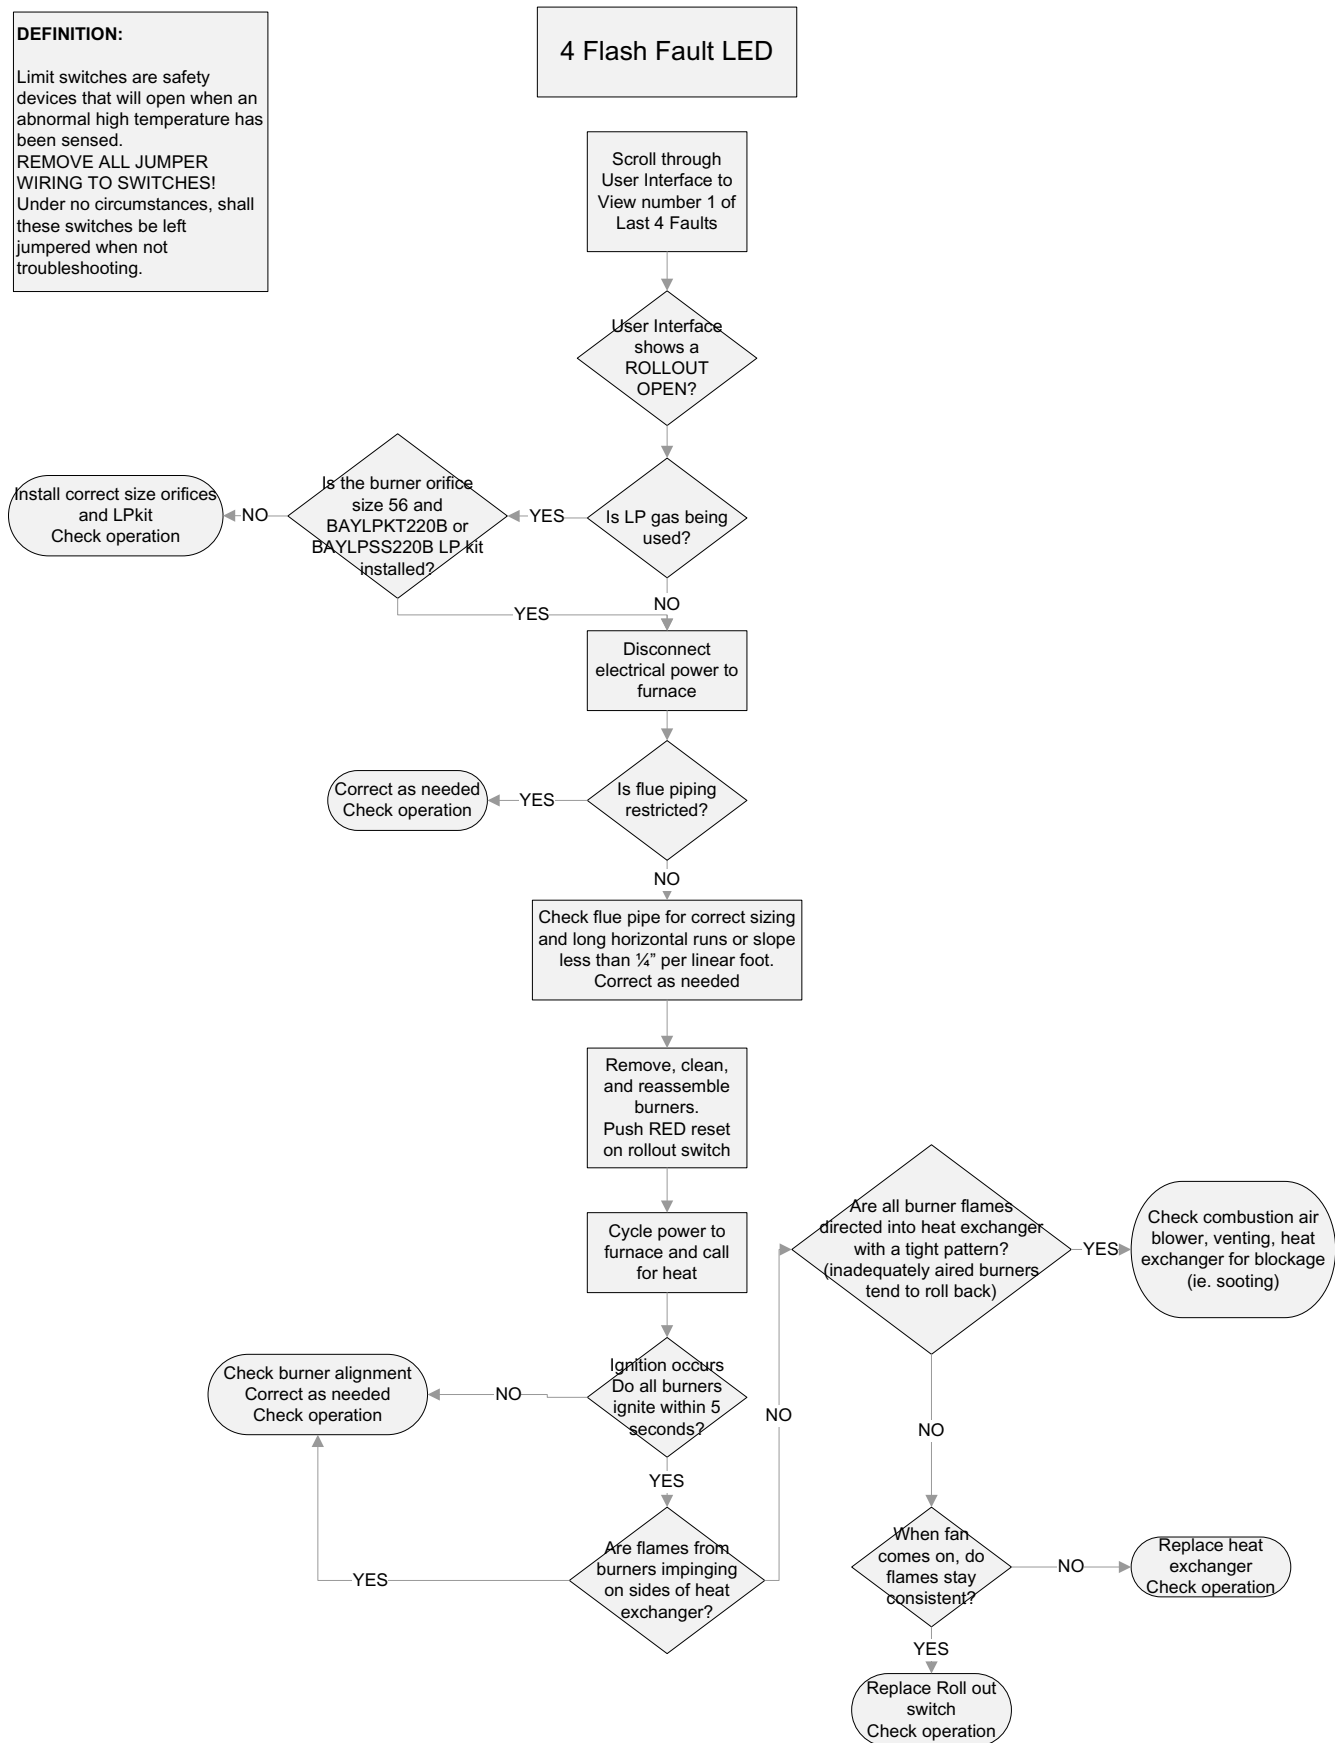 DEFINITION:
Limit switches are safety
devices that will open when an
abnormal high temperature has
been sensed.
REMOVE ALL JUMPER
WIRING TO SWITCHES!
Under no circumstances, shall
these switches be left
jumpered when not
troubleshooting.
4 Flash Fault LED
Scroll through
User Interface to
View number 1 of
Last 4 Faults
User Interface
shows a
ROLLOUT
OPEN?
Is LP gas being
used?
YES
Is the burner orifice
size 56 and
BAYLPKT220B or
BAYLPSS220B LP kit
installed?
NO
Install correct size orifices
and LPkit
Check operation
YES
NO
Disconnect
electrical power to
furnace
Is flue piping
restricted?
YES
Correct as needed
Check operation
NO
Check flue pipe for correct sizing
and long horizontal runs or slope
less than ¼” per linear foot.
Correct as needed
Remove, clean,
and reassemble
burners.
Push RED reset
on rollout switch
Cycle power to
furnace and call
for heat
Ignition occurs
Do all burners
ignite within 5
seconds?
NO
Check burner alignment
Correct as needed
Check operation
YES
Are flames from
burners impinging
on sides of heat
exchanger?
YES
NO
Are all burner flames
directed into heat exchanger
with a tight pattern?
(inadequately aired burners
tend to roll back)
YES
Check combustion air
blower, venting, heat
exchanger for blockage
(ie. sooting)
NO
When fan
comes on, do
flames stay
consistent?
NO
Replace heat
exchanger
Check operation
YES
Replace Roll out
switch
Check operation